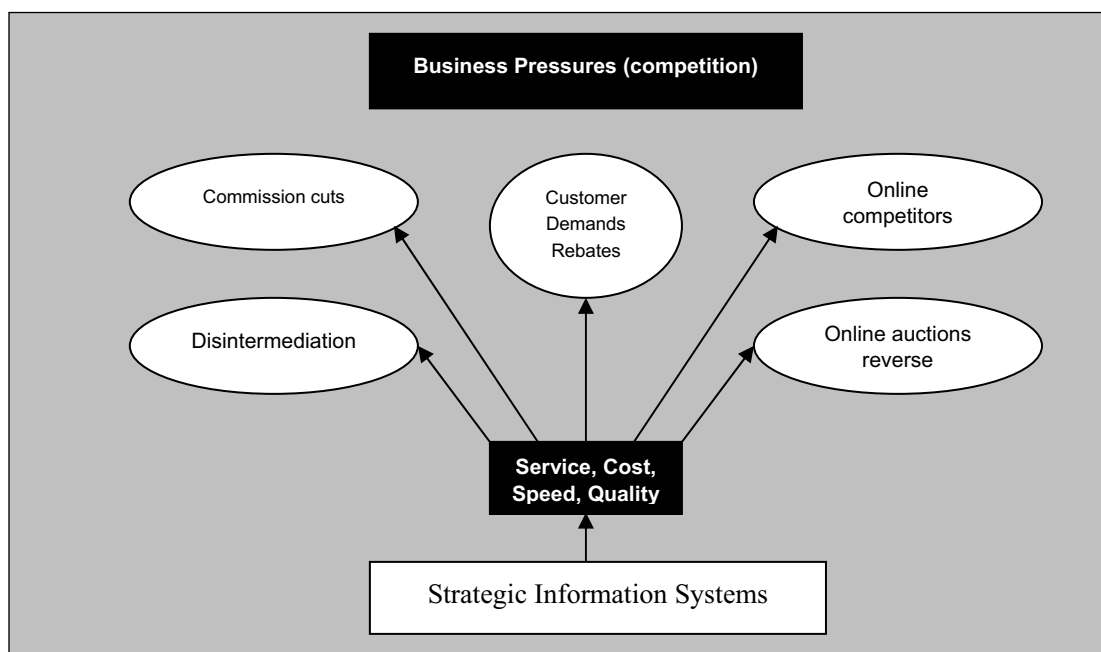 Business Pressures (competition)
Commission cuts
Customer
Demands
Rebates
Online
competitors
Disintermediation
Online auctions
reverse
Service, Cost,
Speed, Quality
Strategic Information Systems